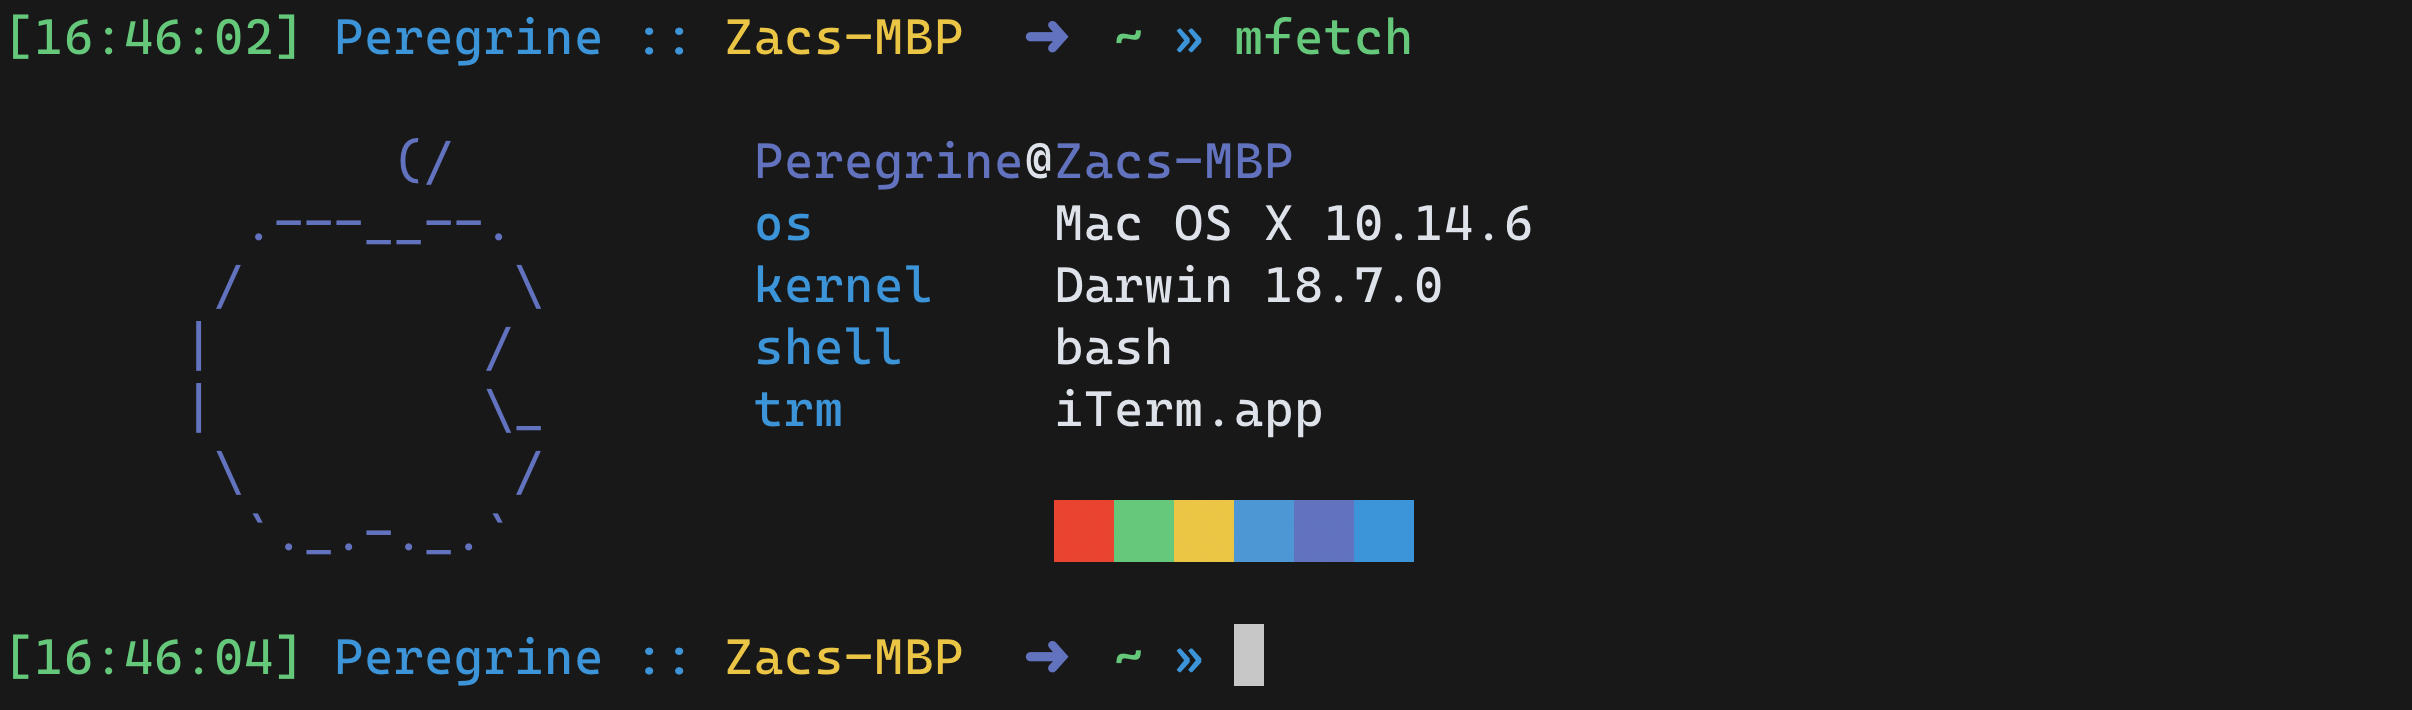 [16:46:02] Peregrine :: Zacs-MBP  ➜  ~ » mfetch
             (/          Peregrine@Zacs-MBP
        .---__--.        os        Mac OS X 10.14.6
       /         \       kernel    Darwin 18.7.0
      |         /        shell     bash
      |         \_       trm       iTerm.app
       \         /
        `._.-._.`
[16:46:04] Peregrine :: Zacs-MBP  ➜  ~ »